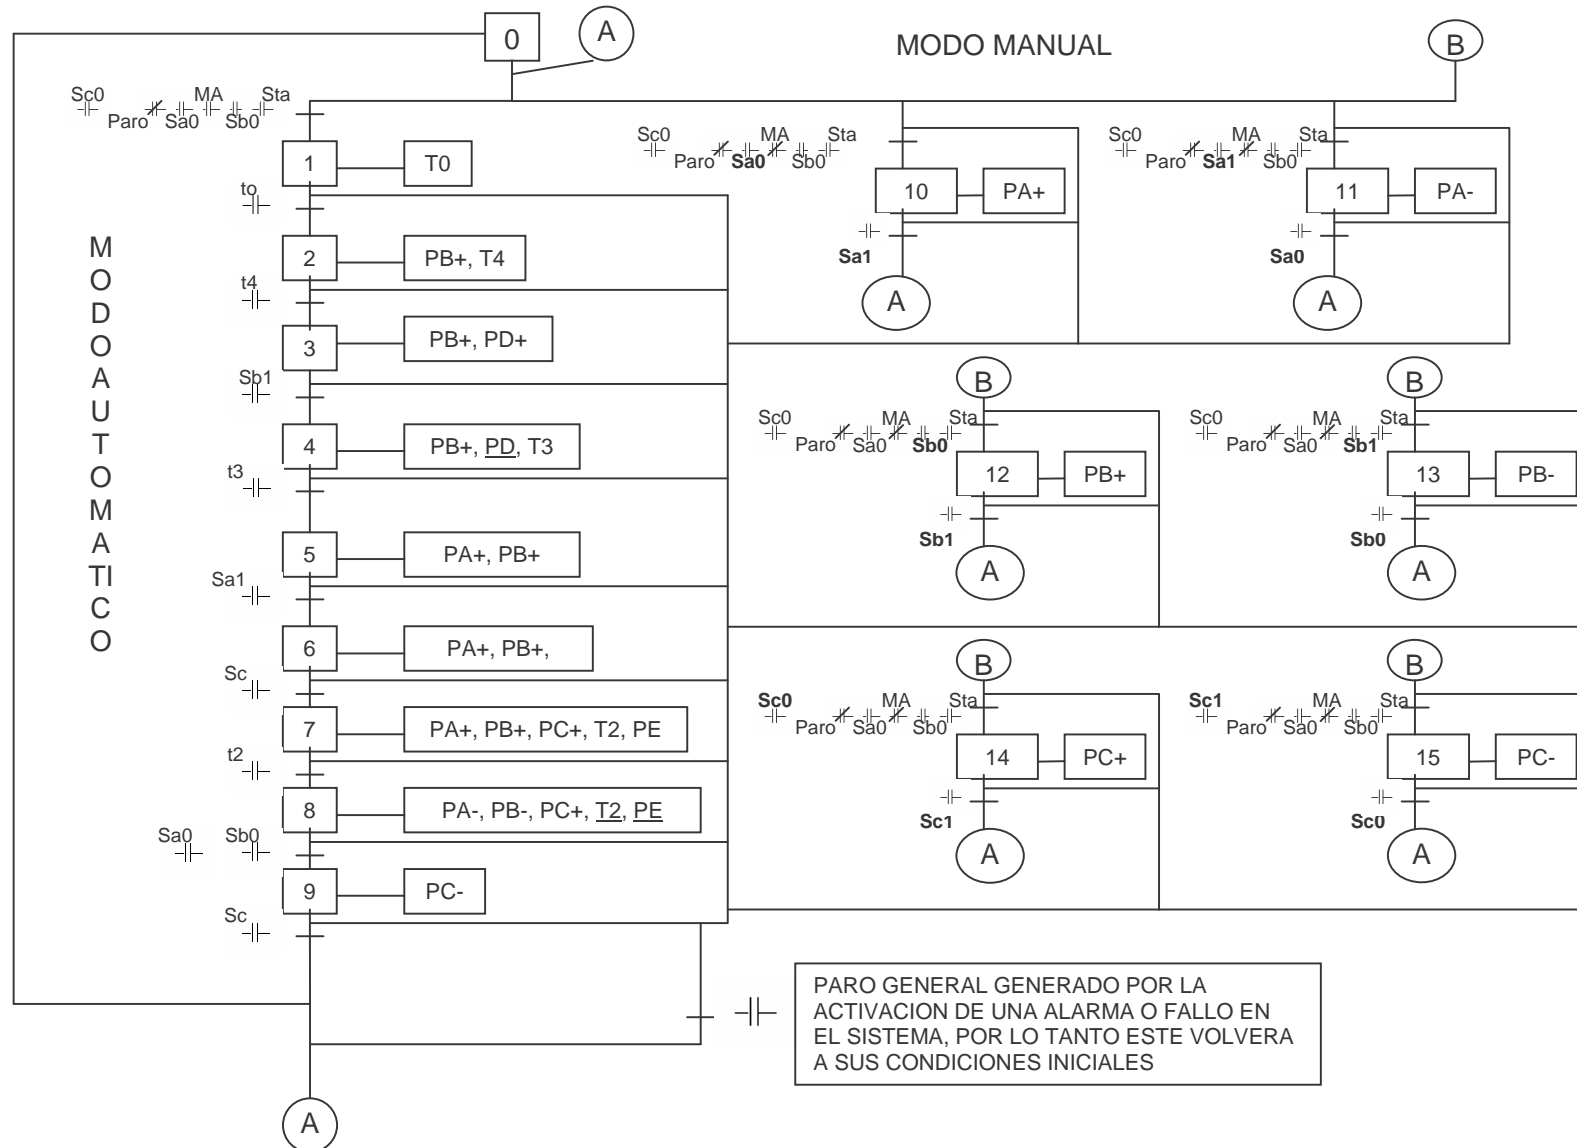 0
A
MODO MANUAL
B
Sc0 Paro Sa0 MA Sb0 Sta
1
T0
to
2
PB+, T4
t4
3
PB+, PD+
Sb1
4
PB+, PD, T3
t3
5
PA+, PB+
Sa1
6
PA+, PB+,
Sc
7
PA+, PB+, PC+, T2, PE
t2
8
PA-, PB-, PC+, T2, PE
Sa0 Sb0
9
PC-
Sc
A
MODOAUTOMATICO
Sc0 Paro Sa0 MA Sb0 Sta
10
PA+
Sa1
A
Sc0 Paro Sa1 MA Sb0 Sta
11
PA-
Sa0
A
B
Sc0 Paro Sa0 MA Sb0 Sta
12
PB+
Sb1
A
B
Sc0 Paro Sa0 MA Sb1 Sta
13
PB-
Sb0
A
B
Sc0 Paro Sa0 MA Sb0 Sta
14
PC+
Sc1
A
B
Sc1 Paro Sa0 MA Sb0 Sta
15
PC-
Sc0
A
PARO GENERAL GENERADO POR LA
ACTIVACION DE UNA ALARMA O FALLO EN
EL SISTEMA, POR LO TANTO ESTE VOLVERA
A SUS CONDICIONES INICIALES